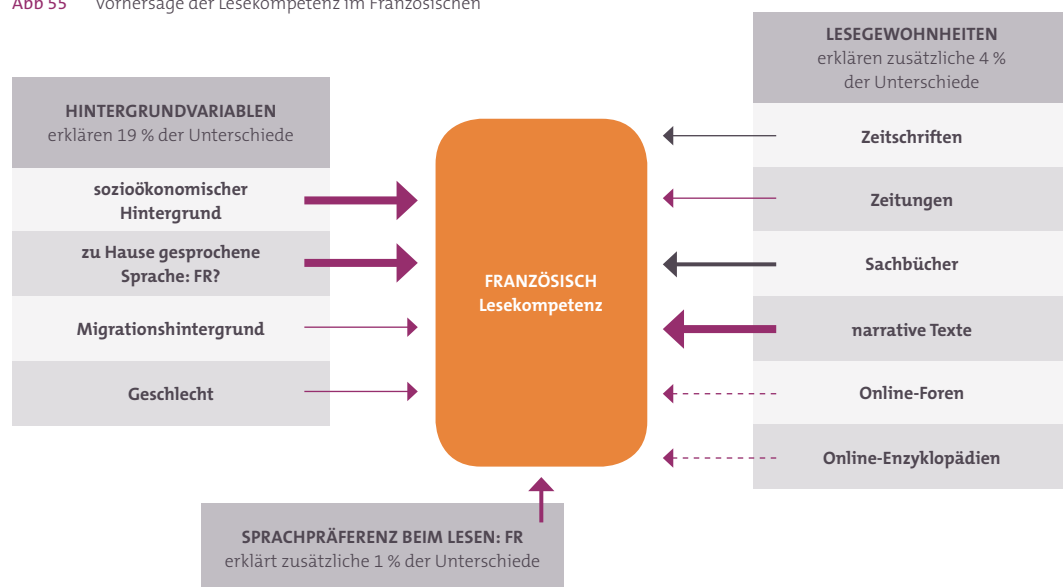 Abb 55 Vorhersage der Lesekompetenz im Französischen
HINTERGRUNDVARIABLEN
erklären 19 % der Unterschiede
sozioökonomischer
Hintergrund
zu Hause gesprochene
Sprache: FR?
Migrationshintergrund
Geschlecht
FRANZÖSISCH
Lesekompetenz
LESEGEWOHNHEITEN
erklären zusätzliche 4 %
der Unterschiede
Zeitschriften
Zeitungen
Sachbücher
narrative Texte
Online-Foren
Online-Enzyklopädien
SPRACHPRÄFERENZ BEIM LESEN: FR
erklärt zusätzliche 1 % der Unterschiede